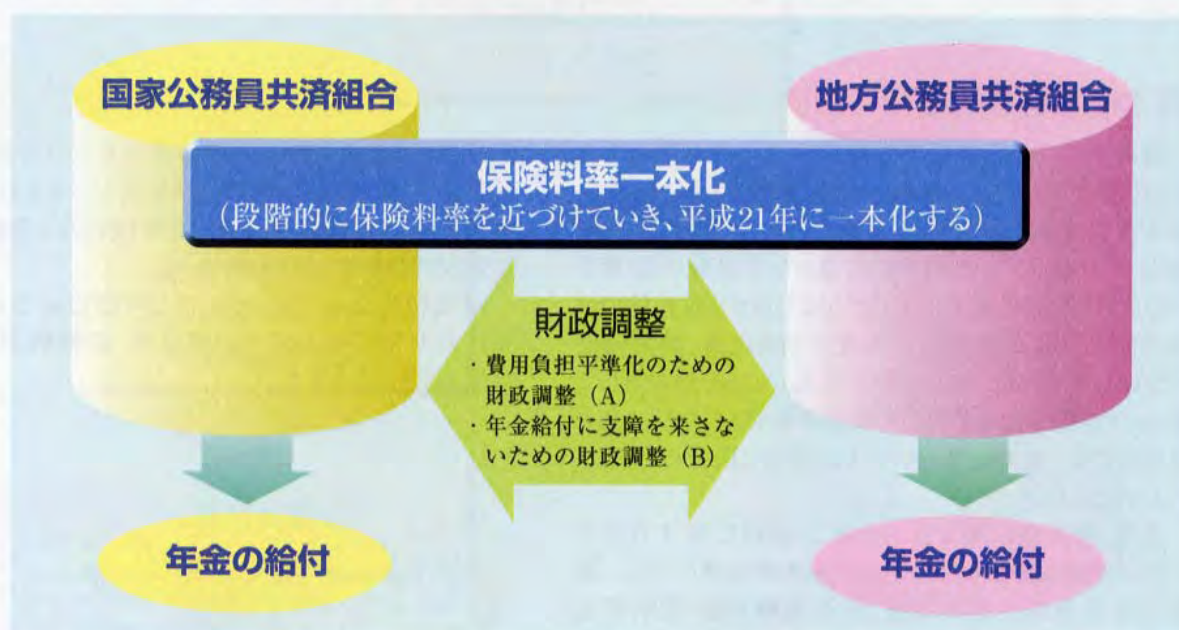 国家公務員共済組合
地方公務員共済組合
保険料率一本化
(段階的に保険料率を近づけていき、平成21年に一本化する)
財政調整
・費用負担平準化のための
財政調整(A)
・年金給付に支障を来さな
いための財政調整(B)
年金の給付
年金の給付